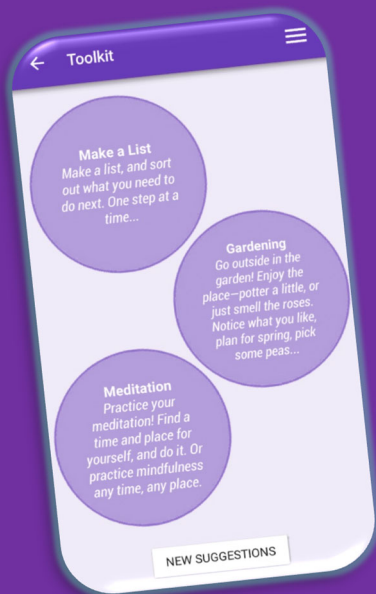 Toolkit
Make a List
Make a list, and sort
out what you need to
do next. One step at a
time...
Gardening
Go outside in the
garden! Enjoy the
place—potter a little, or
just smell the roses.
Notice what you like,
plan for spring, pick
some peas...
Meditation
Practice your
meditation! Find a
time and place for
yourself, and do it. Or
practice mindfulness
any time, any place.
NEW SUGGESTIONS